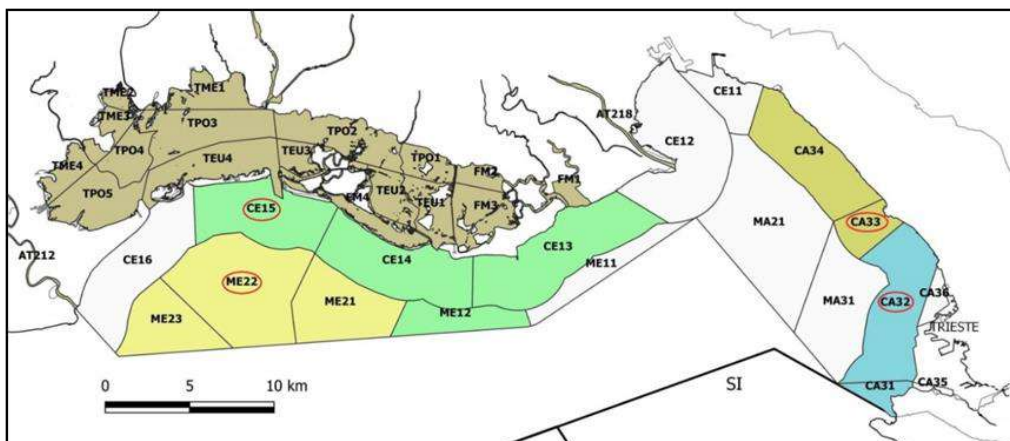 TME1
TME2
TME3
TPO3
TPO2
TPO4
TME4
TEU4
TEU3
TPO1
TPO5
TEU2
FM2
FM1
FM4
TEU1
FM3
AT218
CE11
CE12
CA34
CE15
CA33
MA21
AT212
CE16
CE14
CE13
ME11
ME22
ME21
MA31
CA32
CA36
ME23
ME12
TRIESTE
0 5 10 km
SI
CA31
CA35